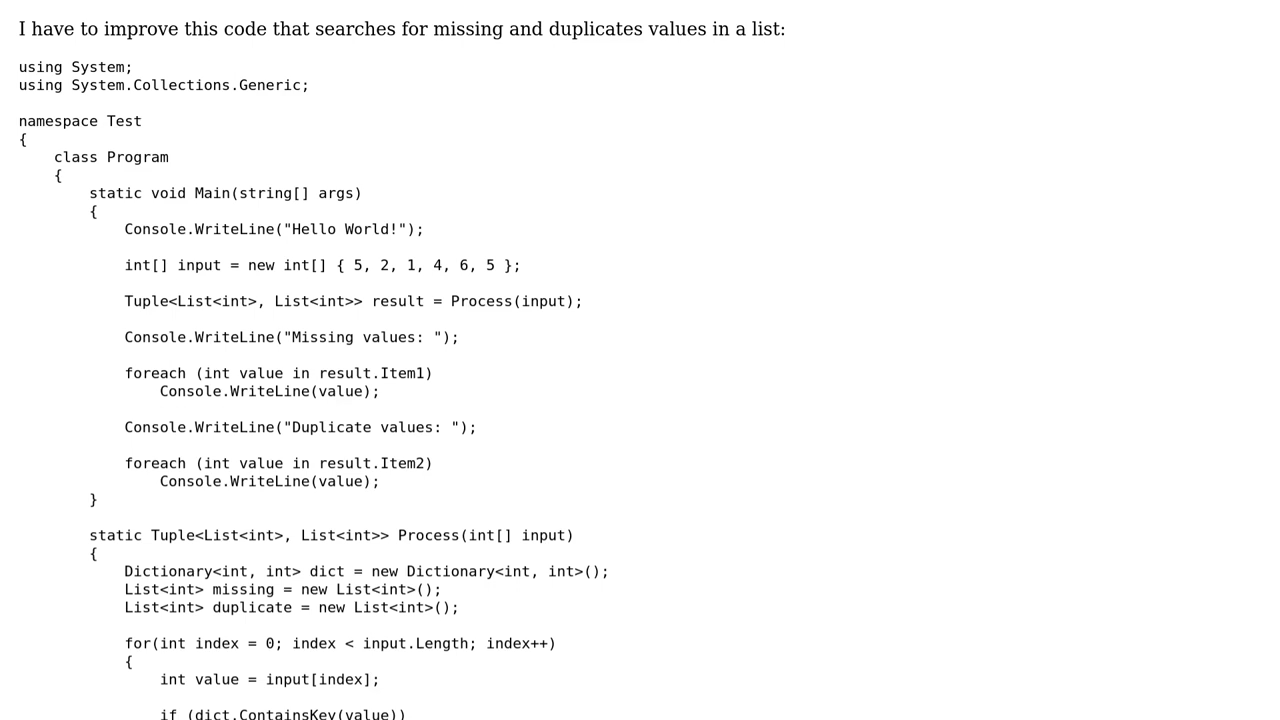 I have to improve this code that searches for missing and duplicates values in a list:
using System;
using System.Collections.Generic;
namespace Test
{
class Program
{
static void Main(string[] args)
{
Console.WriteLine("Hello World!");
int[] input = new int[] { 5, 2, 1, 4, 6, 5 };
Tuple<List<int>, List<int>> result = Process(input);
Console.WriteLine("Missing values: ");
foreach (int value in result.Item1)
Console.WriteLine(value);
Console.WriteLine("Duplicate values: ");
foreach (int value in result.Item2)
Console.WriteLine(value);
}
static Tuple<List<int>, List<int>> Process(int[] input)
{
Dictionary<int, int> dict = new Dictionary<int, int>();
List<int> missing = new List<int>();
List<int> duplicate = new List<int>();
for(int index = 0; index < input.Length; index++)
{
int value = input[index];
if (dict.ContainsKey(value))